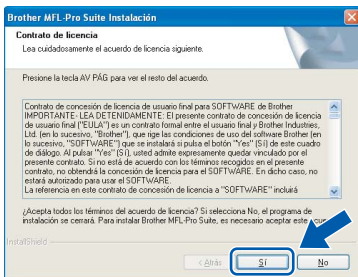 Brother MFL-Pro Suite Instalación
Contrato de licencia
Lea cuidadosamente el acuerdo de licencia siguiente.
Presione la tecla AV PÁG para ver el resto del acuerdo.
Contrato de concesión de licencia de usuario final para SOFTWARE de Brother
IMPORTANTE- LEA DETENIDAMENTE: El presente contrato de concesión de licencia
de usuario final ("EULA") es un contrato formal entre el usuario final y Brother Industries,
Ltd. (en lo sucesivo, "Brother"), que rige las condiciones de uso del software Brother (en
lo sucesivo, "SOFTWARE") que se instalará si pulsa el botón "Yes" (Sí) de este cuadro
de diálogo. Al pulsar "Yes" (Sí), usted admite expresamente quedar vinculado por el
presente contrato. Si no está de acuerdo con los términos recogidos en el presente
contrato, no obtendrá la concesión de licencia para el SOFTWARE. En dicho caso, no
estará autorizado para usar el SOFTWARE.
La referencia en este contrato de concesión de licencia a "SOFTWARE" incluirá
¿Acepta todos los términos del acuerdo de licencia? Si selecciona No, el programa de
instalación se cerrará. Para instalar Brother MFL-Pro Suite, es necesario aceptar este
InstallShield
< Atrás Sí No